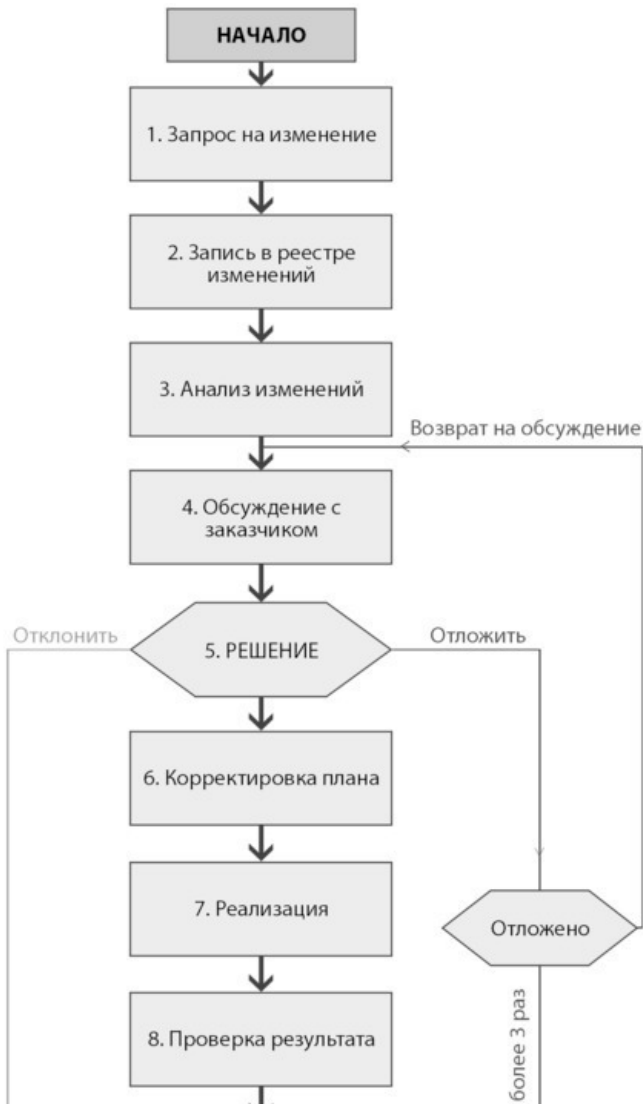 НАЧАЛО
1. Запрос на изменение
2. Запись в реестре
изменений
3. Анализ изменений
Возврат на обсуждение
4. Обсуждение с
заказчиком
Отклонить
5. РЕШЕНИЕ
Отложить
6. Корректировка плана
7. Реализация
Отложено
8. Проверка результата
более 3 раз